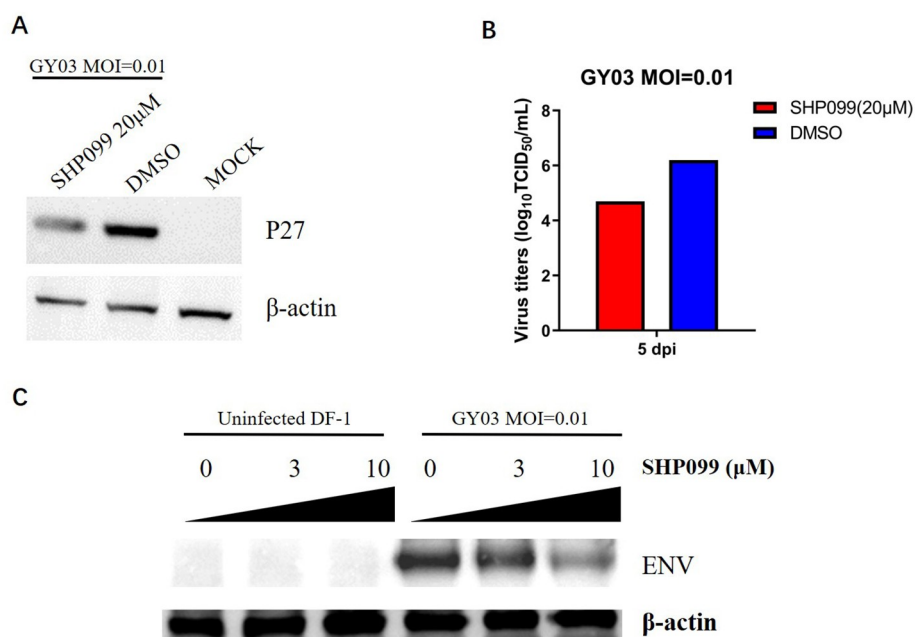 A
GY03 MOI=0.01
SHP099 20μM
DMSO
MOCK
P27
β-actin
B
GY03 MOI=0.01
Virus titers (log10TCID50/mL)
8
6
4
2
0
5 dpi
SHP099(20μM)
DMSO
C
Uninfected DF-1
GY03 MOI=0.01
0 3 10 0 3 10 SHP099 (μM)
ENV
β-actin